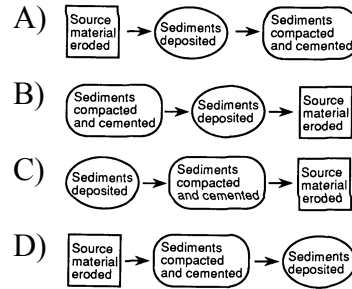 A) Source material eroded Sediments deposited Sediments compacted and cemented
B) Sediments compacted and cemented Sediments deposited Source material eroded
C) Sediments deposited Sediments compacted and cemented Source material eroded
D) Source material eroded Sediments compacted and cemented Sediments deposited